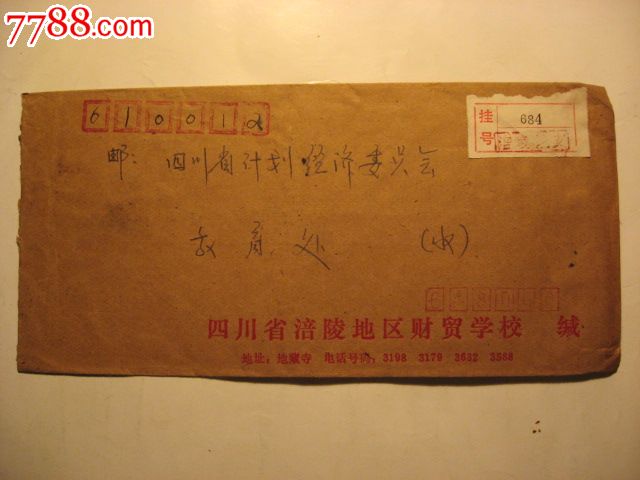 7788.com
610012
挂号 684
邮: 四川省计划经济委员会
教育处 (收)
四川省涪陵地区财贸学校 缄
地址: 地藏寺 电话号码: 3198 3179 3632 3588